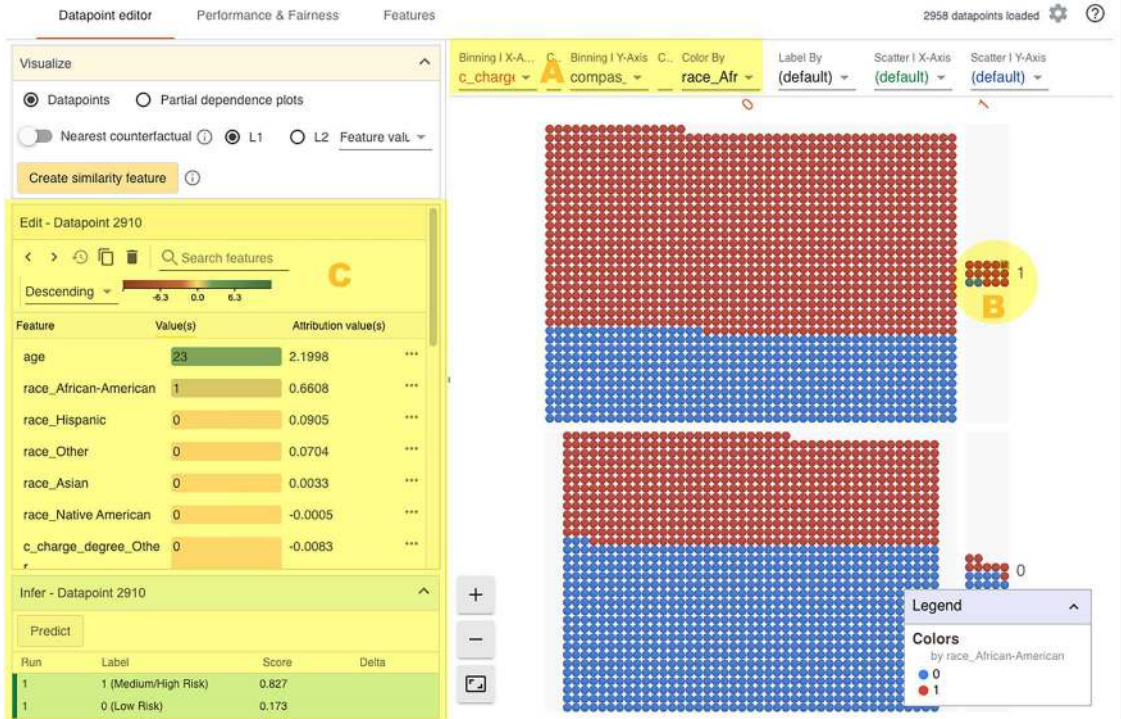 Datapoint editor Performance & Fairness Features 2958 datapoints loaded
Visualize
Datapoints Partial dependence plots
Nearest counterfactual L1 L2 Feature valu
Create similarity feature
Edit - Datapoint 2910
Search features
Descending
-6.3 0.0 6.3
C
Feature Value(s) Attribution value(s)
age 23 2.1998
race_African-American 1 0.6608
race_Hispanic 0 0.0905
race_Other 0 0.0704
race_Asian 0 0.0033
race_Native American 0 -0.0005
c_charge_degree_Othe 0 -0.0083
r
Infer - Datapoint 2910
Predict
Run Label Score Delta
1 1 (Medium/High Risk) 0.827
1 0 (Low Risk) 0.173
Binning | X-A... C.. Binning | Y-Axis C.. Color By Label By Scatter | X-Axis Scatter | Y-Axis
c_charge A compas_ race_Afr (default) (default) (default)
0 1
1
B
0
+
−
Legend
Colors
by race_African-American
0
1